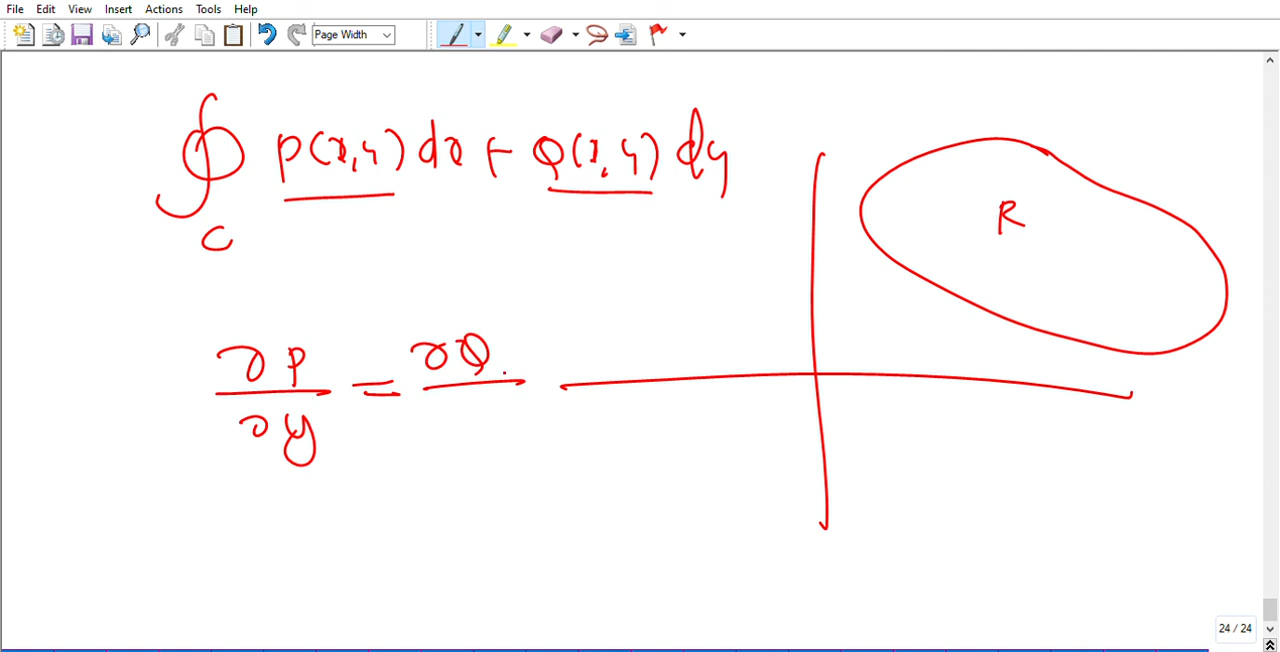 File Edit View Insert Actions Tools Help
Page Width
∮ P(x,y) dx + Q(x,y) dy
C
R
∂P = ∂Q
∂y
24 / 24